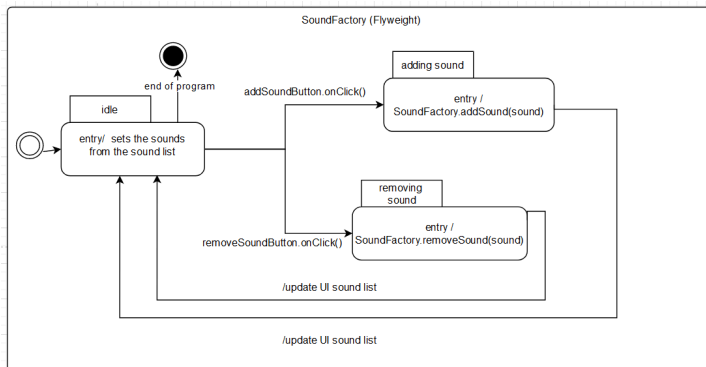 SoundFactory (Flyweight)
end of program
idle
entry/ sets the sounds
from the sound list
addSoundButton.onClick()
adding sound
entry /
SoundFactory.addSound(sound)
removing
sound
entry /
SoundFactory.removeSound(sound)
removeSoundButton.onClick()
/update UI sound list
/update UI sound list